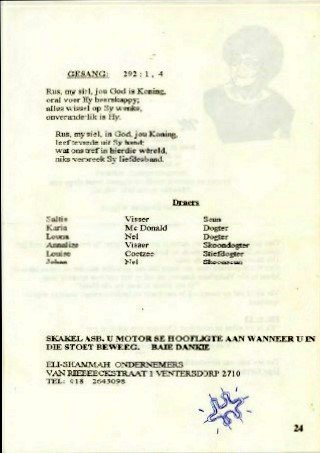 GESANG: 292 : 1, 4
Rus, my siel, jou God is Koning,
oral voer Hy heerskappy;
alles wissel op Sy wenke,
onveranderlik is Hy.
Rus, my siel, in God, jou Koning,
leef tevrede uit Sy hand;
wat ons tref in hierdie wêreld,
niks verbreek Sy liefdesband.
Draers
Visser Seun
Karin Mc Donald Dogter
Louna Nel Dogter
Annalize Visser Skoondogter
Louise Coetzee Stiefdogter
Johan Nel Skoonseun
SKAKEL ASB. U MOTOR SE HOOFLIGTE AAN WANNEER U IN
DIE STOET BEWEEG. BAIE DANKIE
ELI-SHAMMAH ONDERNEMERS
VAN RIEBEECKSTRAAT 1 VENTERSDORP 2710
TEL: 018 2643098
24